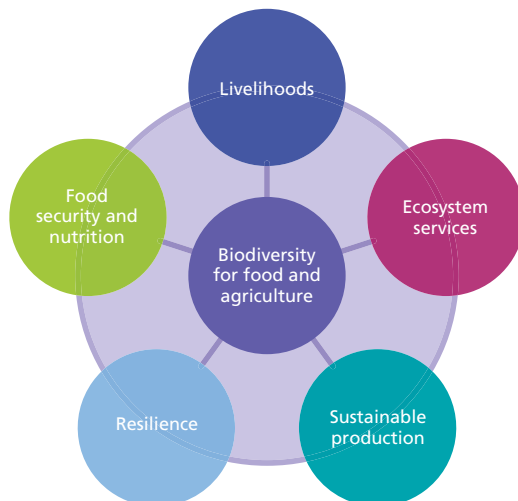 Livelihoods
Food
security and
nutrition
Ecosystem
services
Biodiversity
for food and
agriculture
Resilience
Sustainable
production